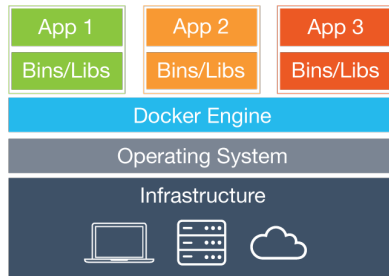 App 1
App 2
App 3
Bins/Libs
Bins/Libs
Bins/Libs
Docker Engine
Operating System
Infrastructure